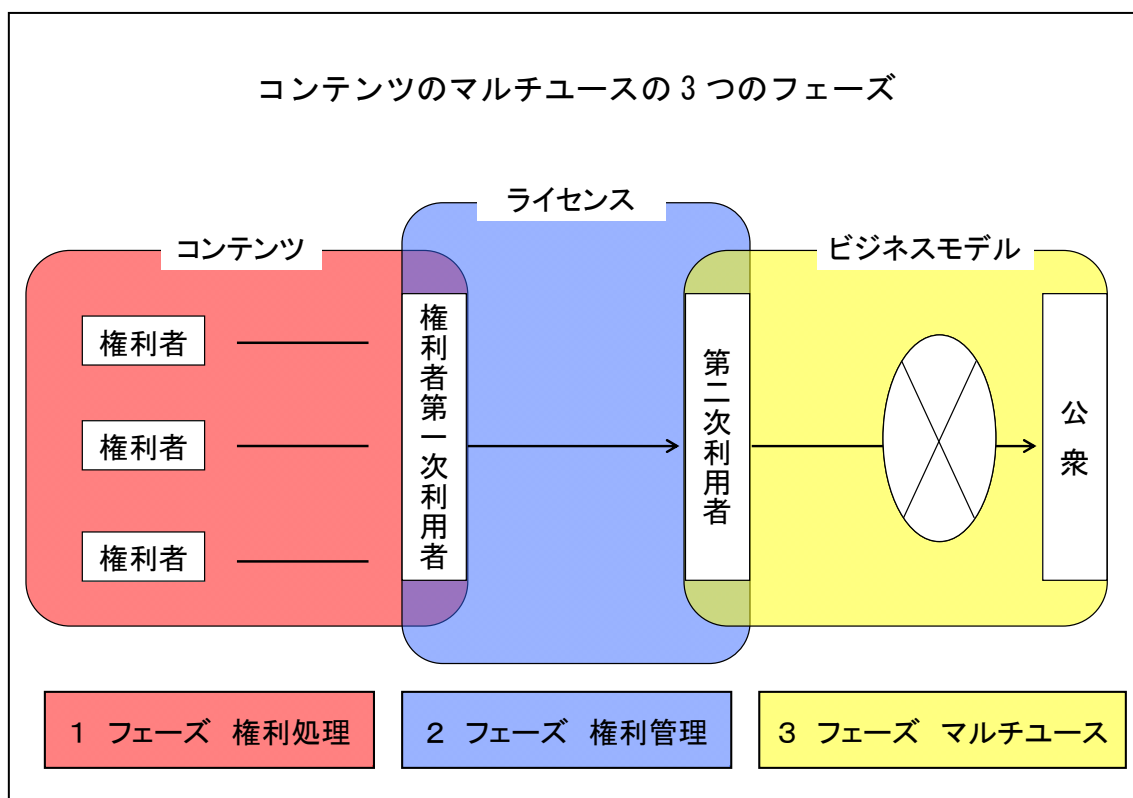 コンテンツのマルチユースの3つのフェーズ
ライセンス
コンテンツ
ビジネスモデル
権利者
権利者
権利者
権利者第一次利用者
第二次利用者
公衆
1 フェーズ 権利処理
2 フェーズ 権利管理
3 フェーズ マルチユース